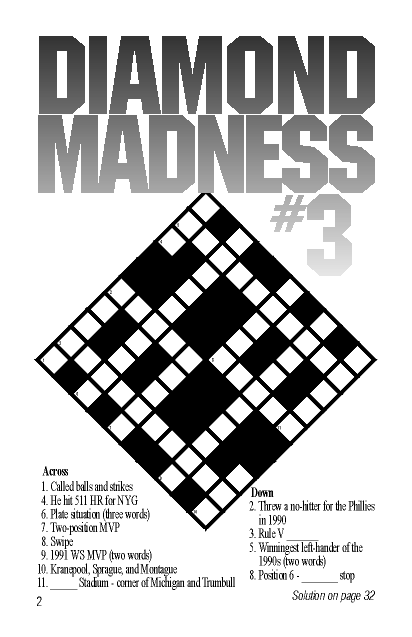 DIAMOND
MADNESS
#3
Across
1. Called balls and strikes
4. He hit 511 HR for NYG
6. Plate situation (three words)
7. Two-position MVP
8. Swipe
9. 1991 WS MVP (two words)
10. Kranepool, Sprague, and Montague
11. _____ Stadium - corner of Michigan and Trumbull
Down
2. Threw a no-hitter for the Phillies
in 1990
3. Rule V ______
5. Winningest left-hander of the
1990s (two words)
8. Position 6 - _______ stop
Solution on page 32
2